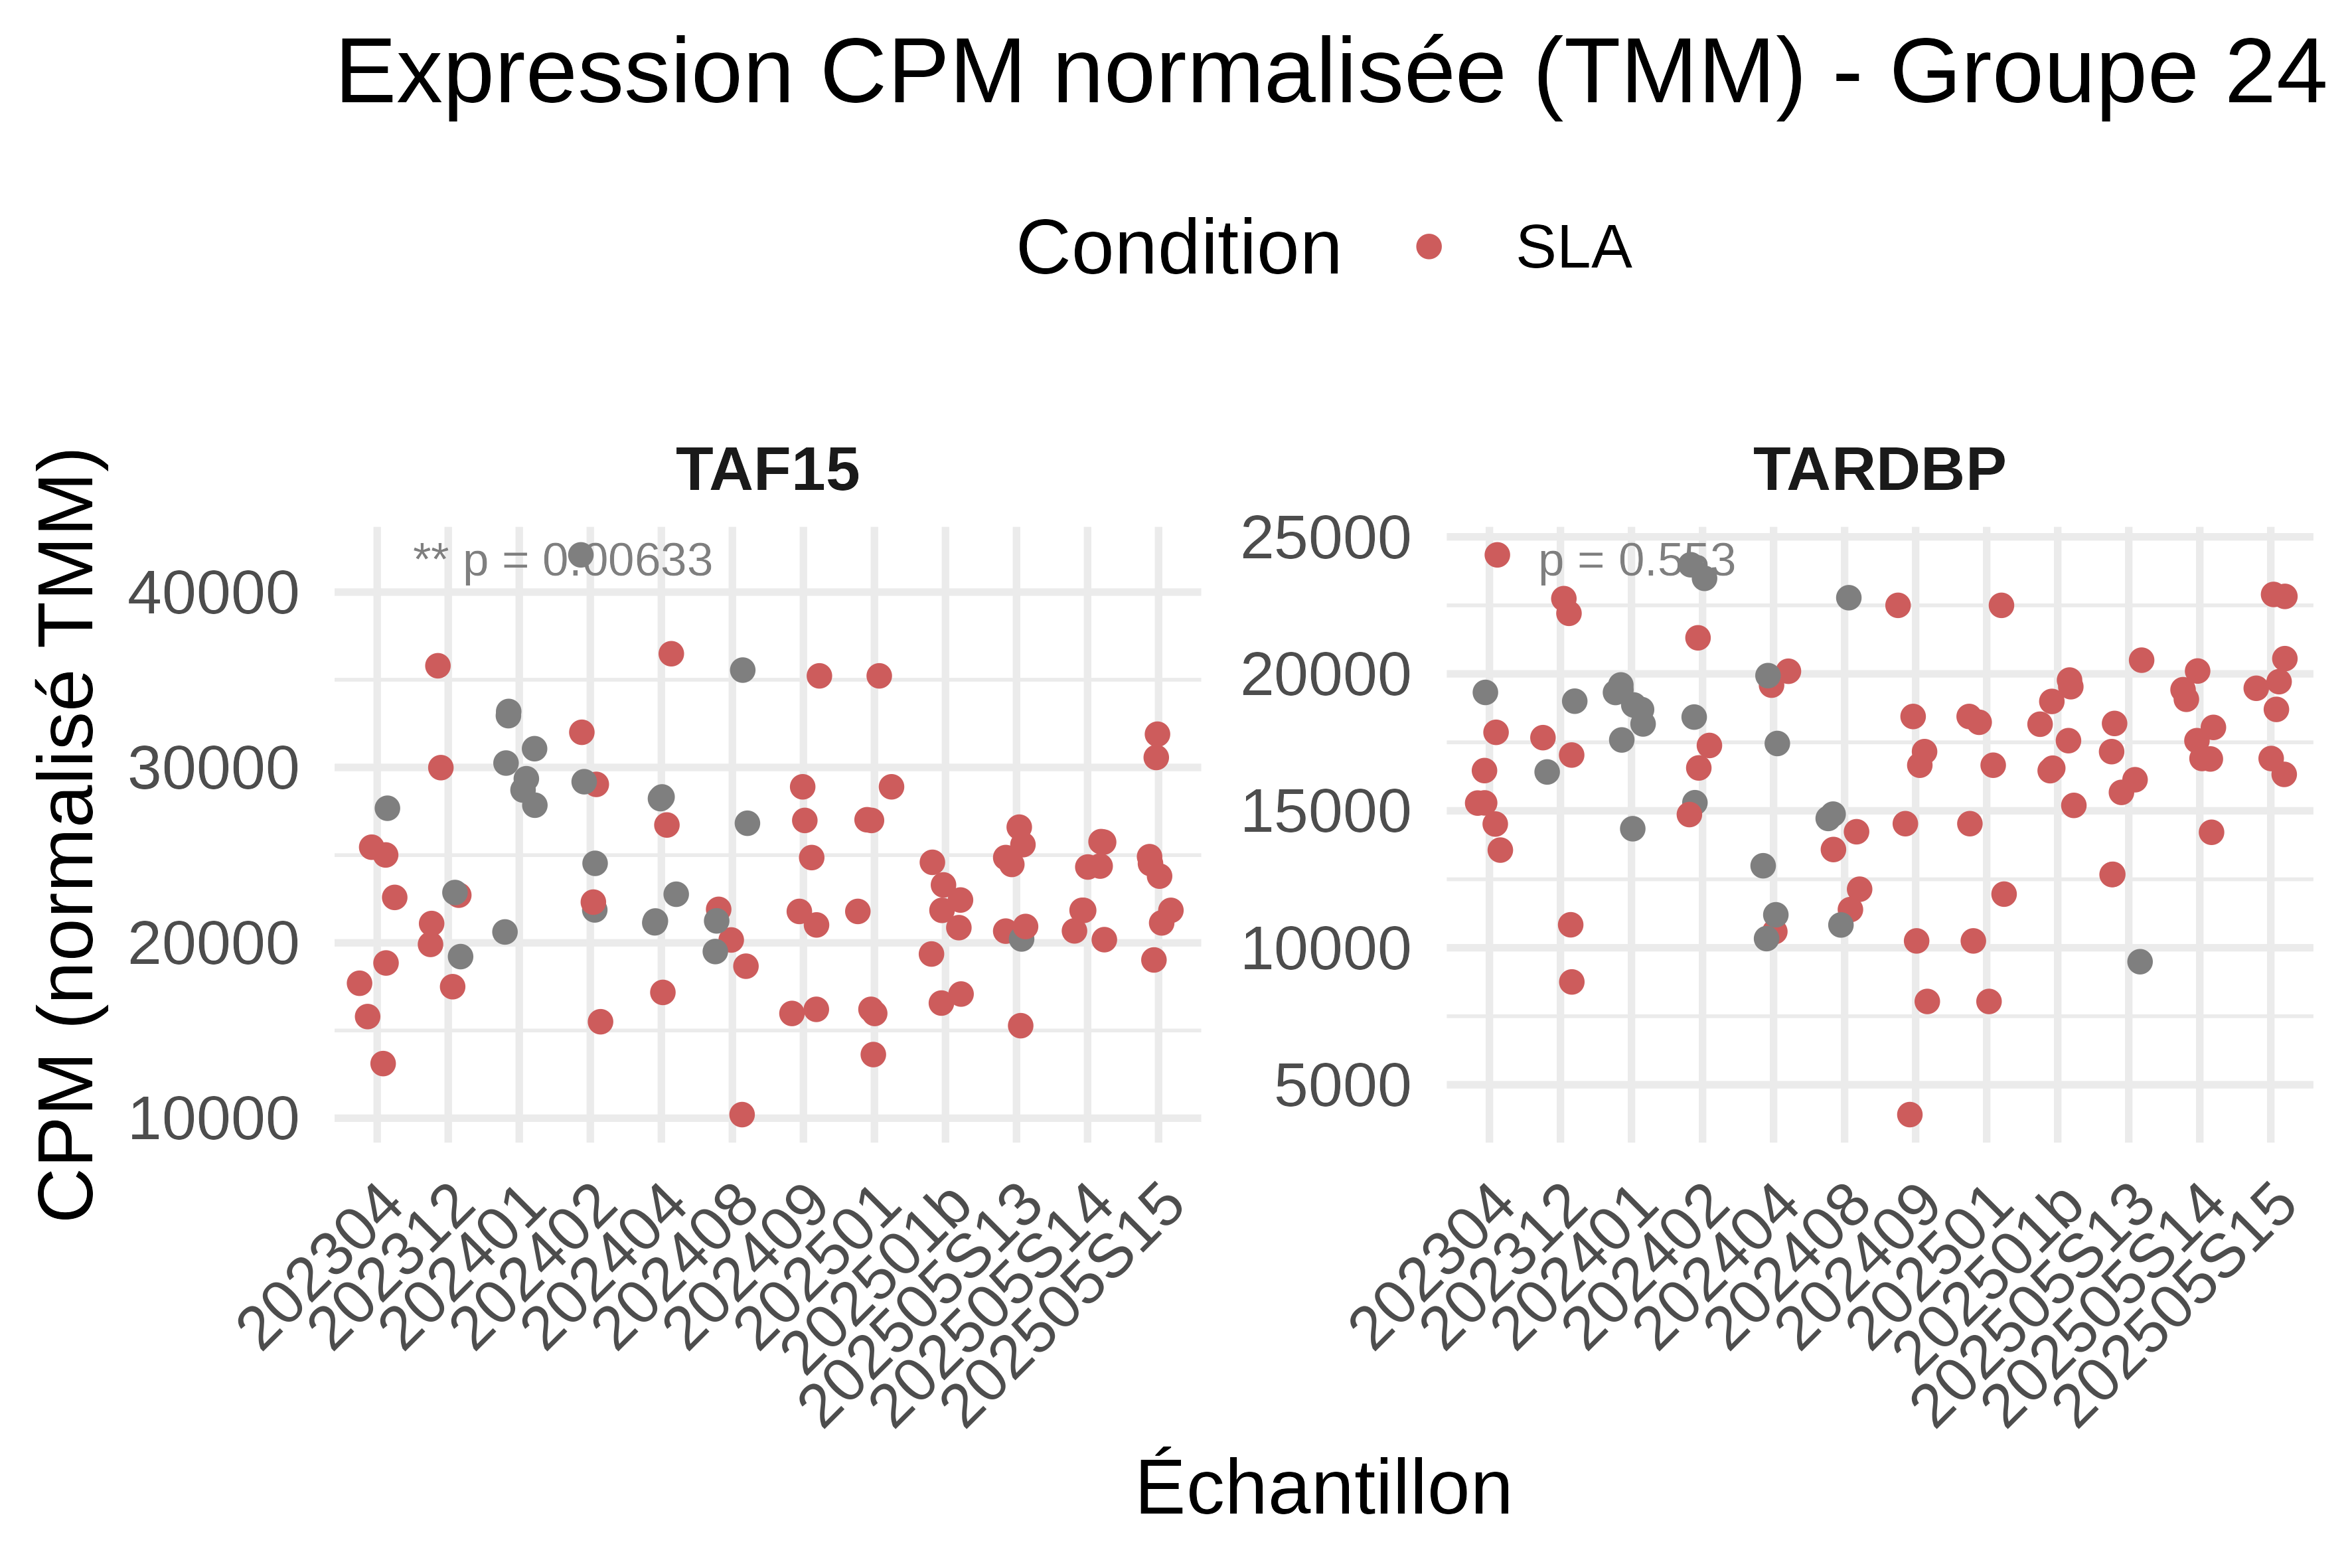 Expression CPM normalisée (TMM) - Groupe 24
Condition SLA
CPM (normalisé TMM)
TAF15
** p = 0.00633
40000
30000
20000
10000
202304
202312
202401
202402
202404
202408
202409
202501
202501b
202505S13
202505S14
202505S15
TARDBP
p = 0.553
25000
20000
15000
10000
5000
202304
202312
202401
202402
202404
202408
202409
202501
202501b
202505S13
202505S14
202505S15
Échantillon